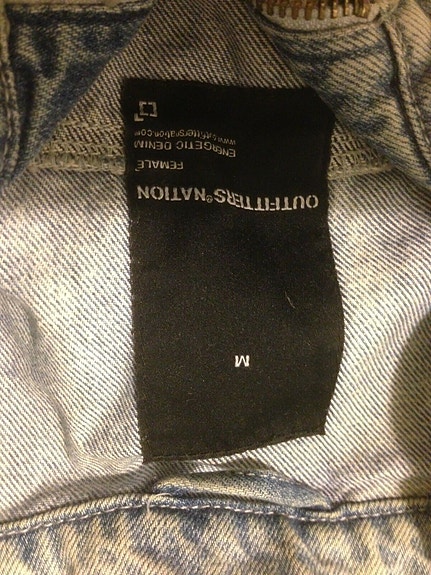 M
OUTFITTERS®NATION
FEMALE
ENERGETIC DENIM
www.outfittersnation.com